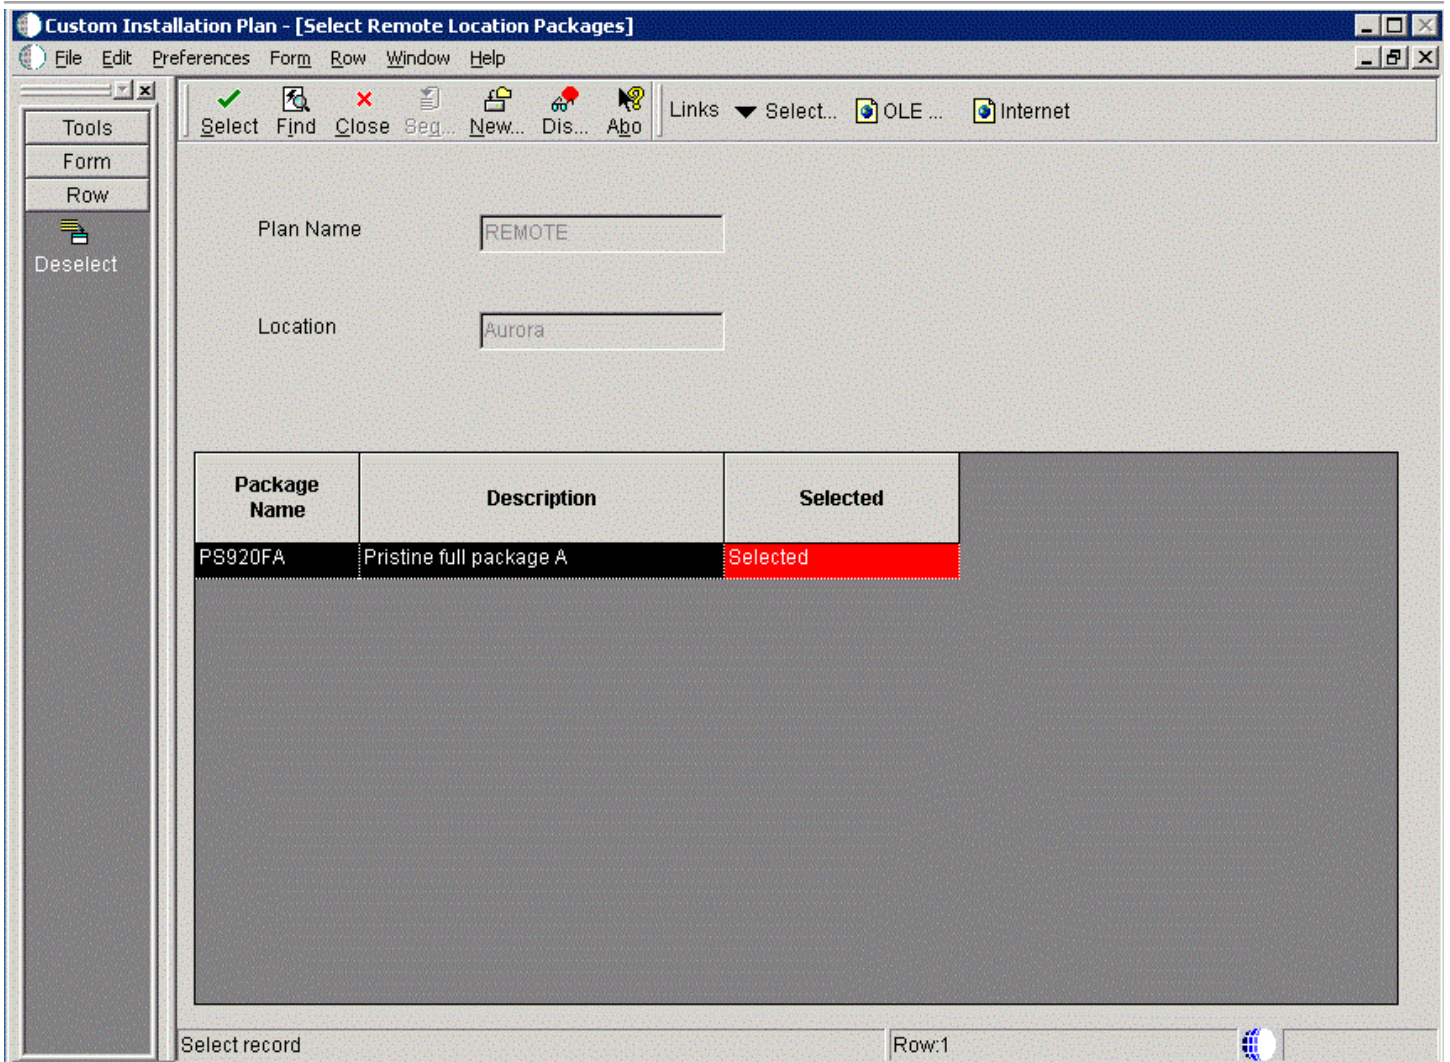 Custom Installation Plan - [Select Remote Location Packages]
File Edit Preferences Form Row Window Help
Tools
Form
Row
Deselect
Select Find Close Seq... New... Dis... Abo Links Select... OLE ... Internet
Plan Name REMOTE
Location Aurora
Package Name Description Selected
PS920FA Pristine full package A Selected
Select record Row:1